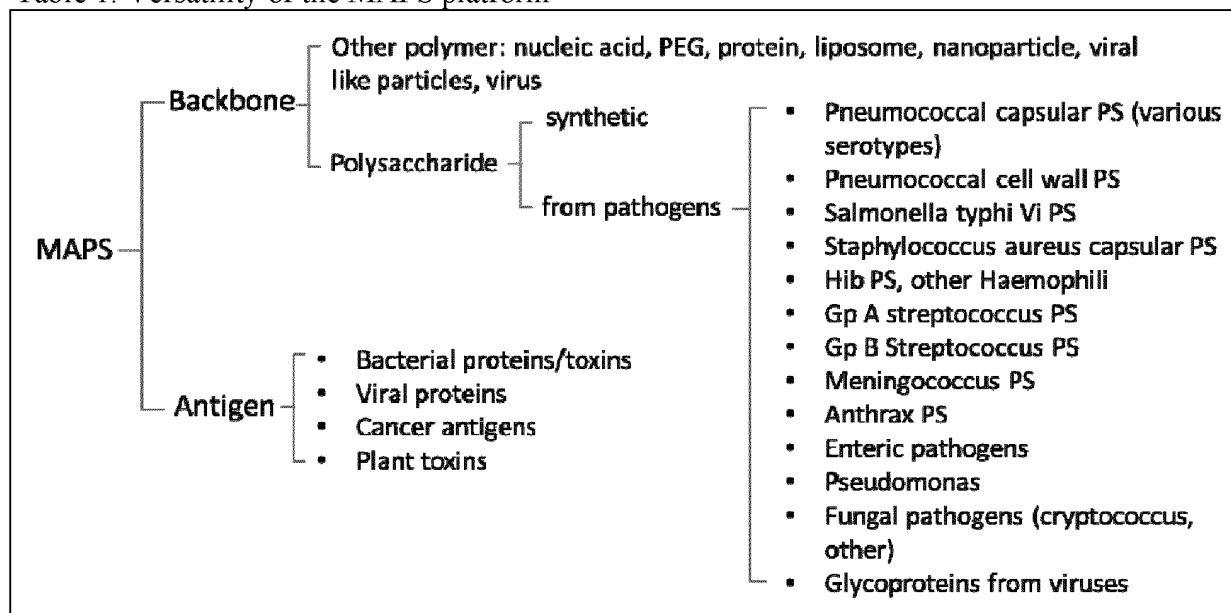 Table 1: Versatility of the MAPS platform
Other polymer: nucleic acid, PEG, protein, liposome, nanoparticle, viral
like particles, virus
Backbone
synthetic
Polysaccharide
from pathogens
• Pneumococcal capsular PS (various
serotypes)
• Pneumococcal cell wall PS
• Salmonella typhi Vi PS
• Staphylococcus aureus capsular PS
• Hib PS, other Haemophili
• Gp A streptococcus PS
• Gp B Streptococcus PS
• Meningococcus PS
• Anthrax PS
• Enteric pathogens
• Pseudomonas
• Fungal pathogens (cryptococcus,
other)
• Glycoproteins from viruses
MAPS
Antigen
• Bacterial proteins/toxins
• Viral proteins
• Cancer antigens
• Plant toxins